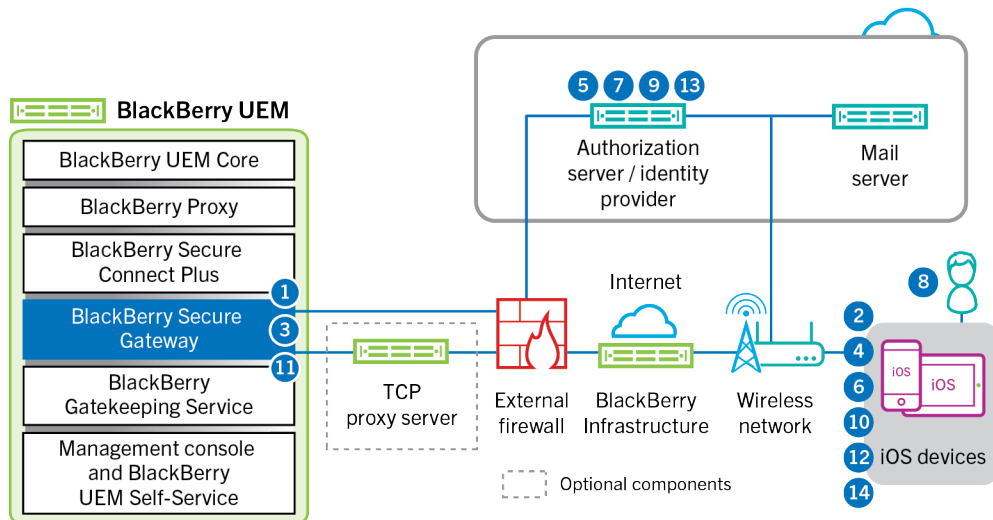 BlackBerry UEM
BlackBerry UEM Core
BlackBerry Proxy
BlackBerry Secure
Connect Plus
BlackBerry Secure
Gateway
BlackBerry
Gatekeeping Service
Management console
and BlackBerry
UEM Self-Service
1
3
11
TCP
proxy server
External
firewall
Optional components
5 7 9 13
Authorization
server / identity
provider
Mail
server
Internet
BlackBerry
Infrastructure
Wireless
network
8
2
4
6
10
12
14
iOS
iOS
iOS devices